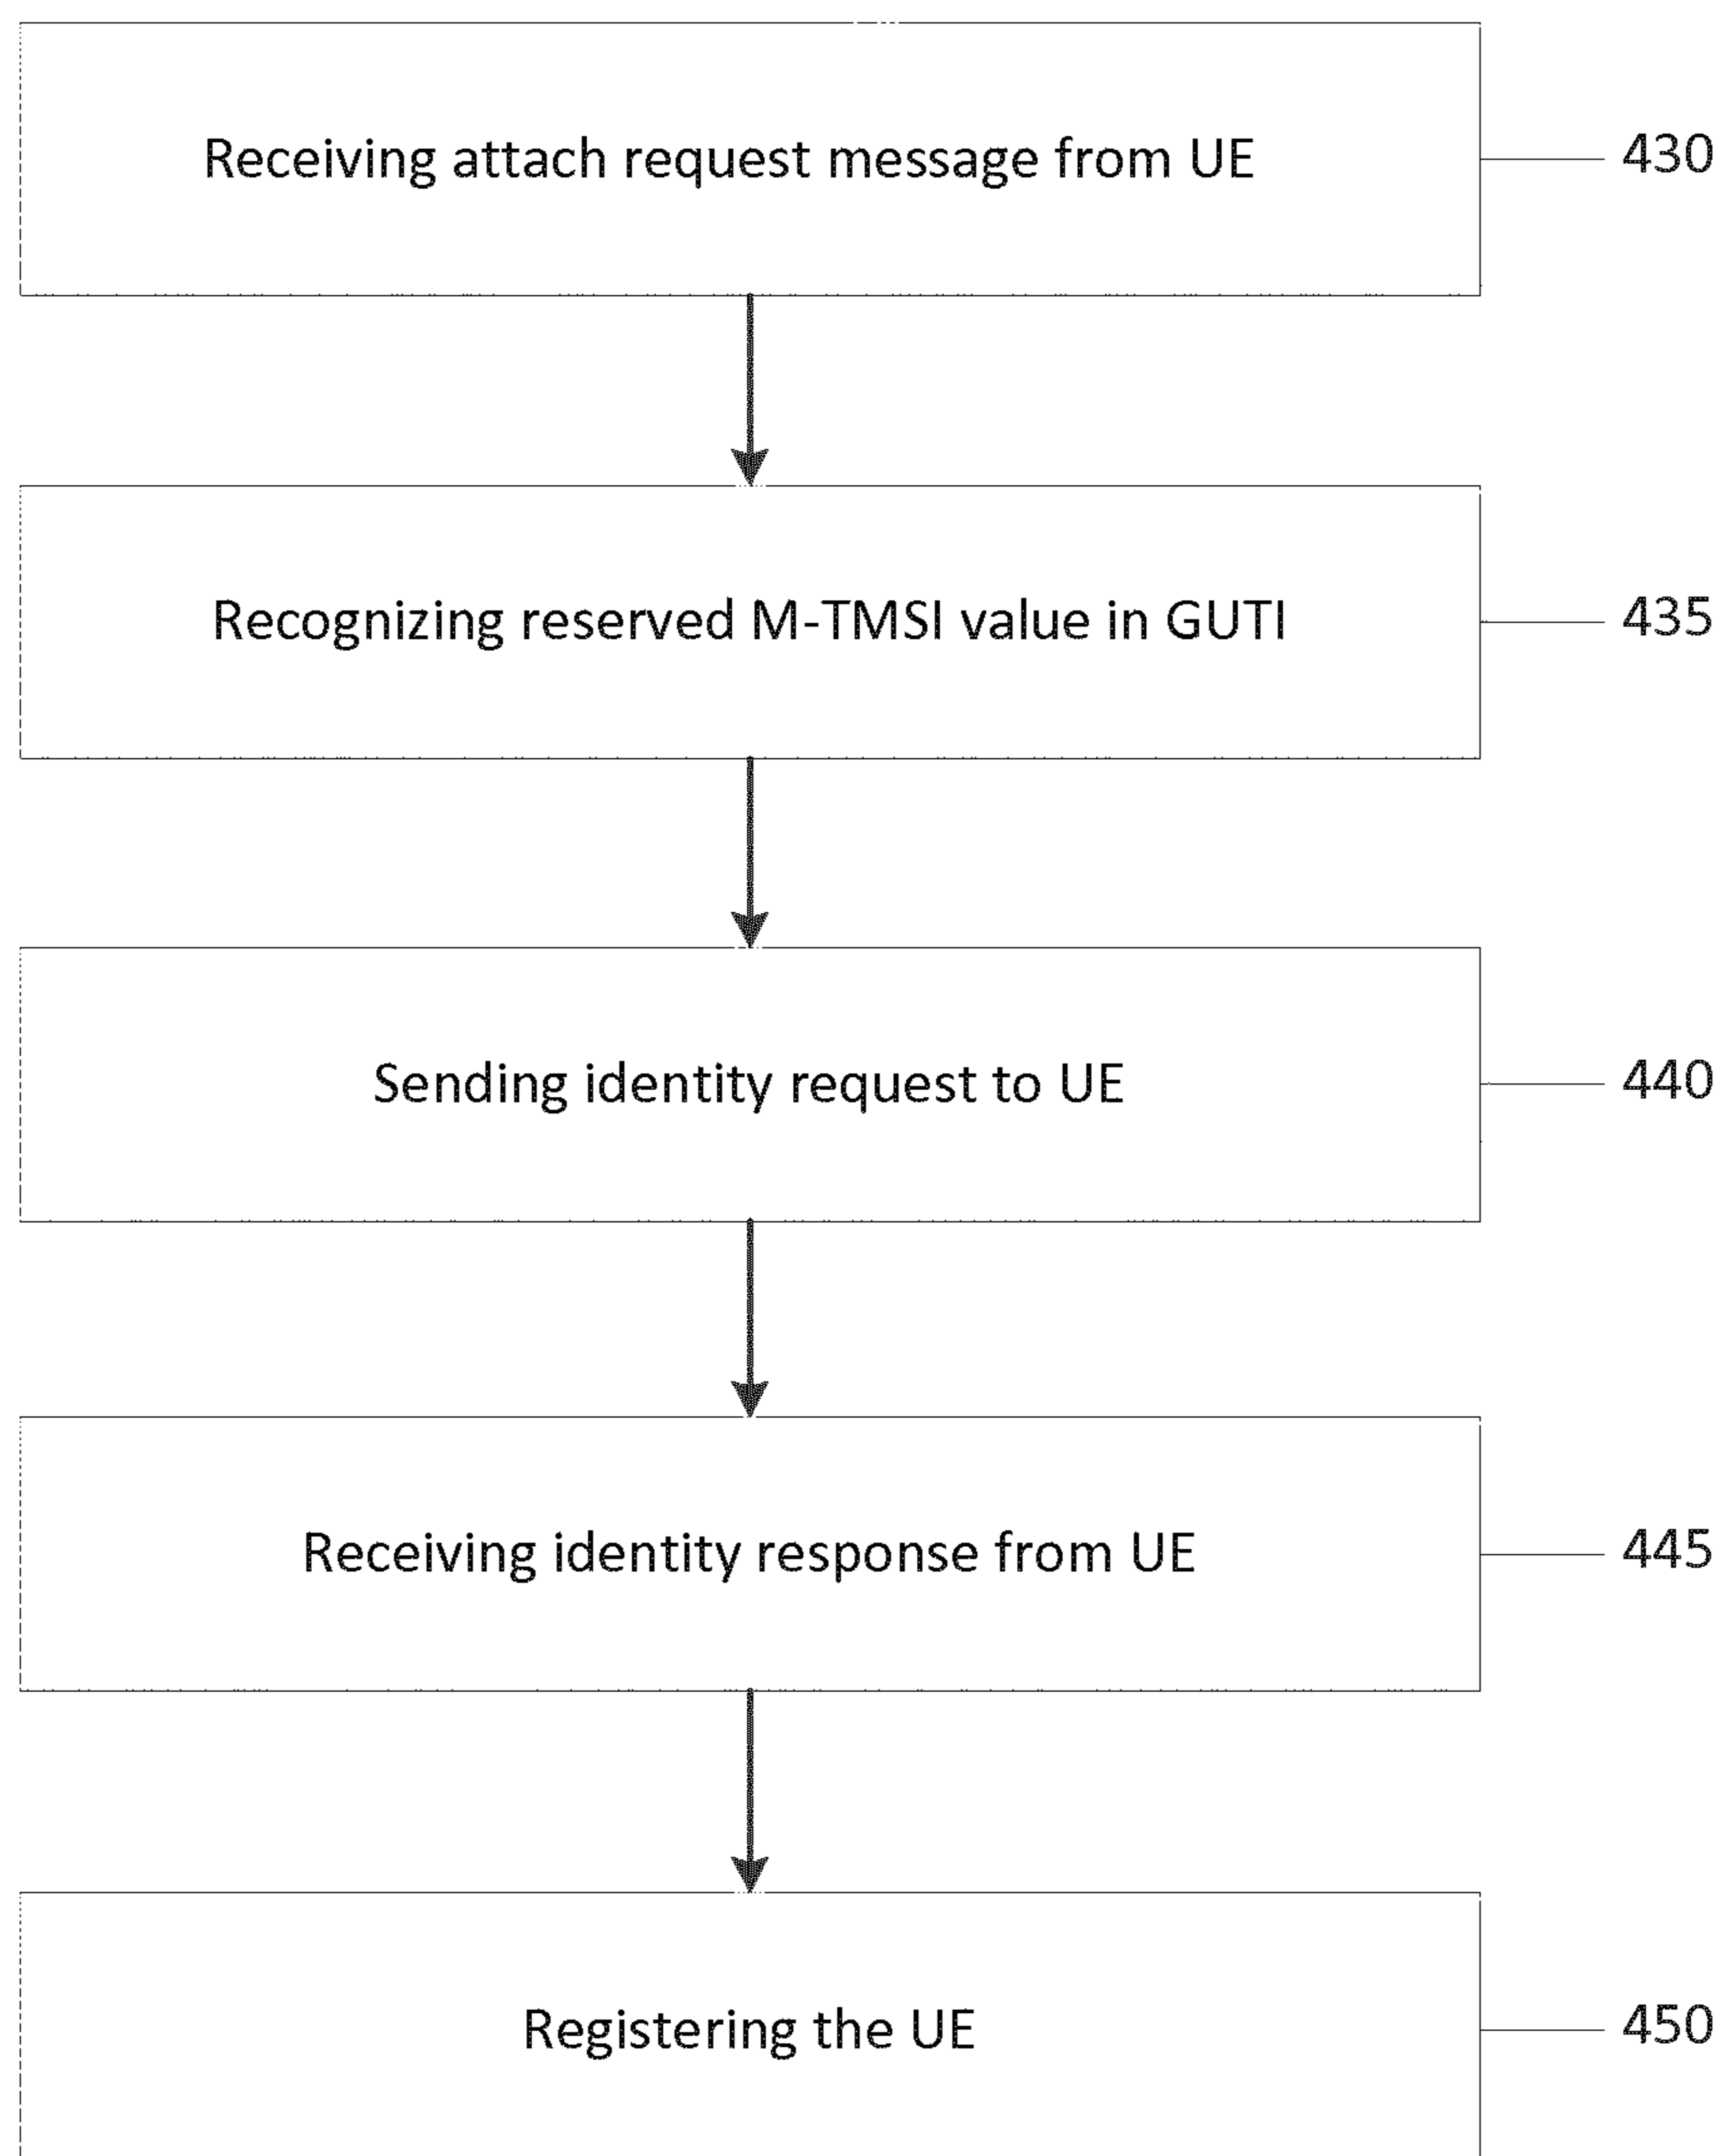 Receiving attach request message from UE
430
Recognizing reserved M-TMSI value in GUTI
435
Sending identity request to UE
440
Receiving identity response from UE
445
Registering the UE
450